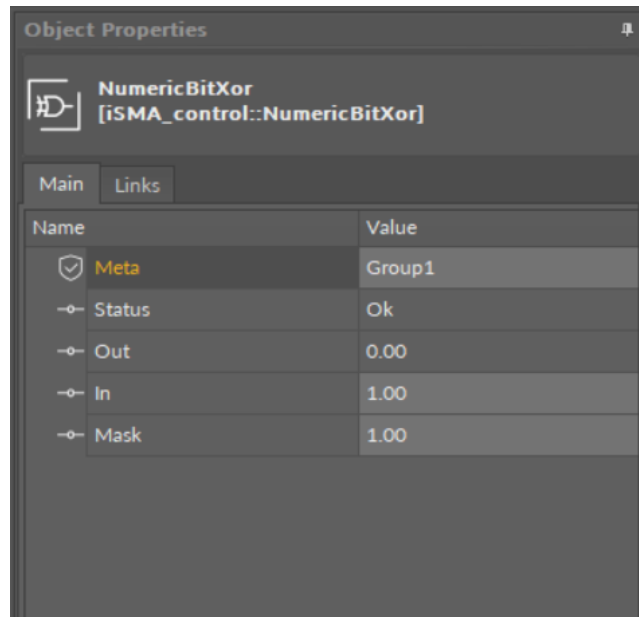 Object Properties
NumericBitXor
[iSMA_control::NumericBitXor]
Main Links
Name Value
Meta Group1
Status Ok
Out 0.00
In 1.00
Mask 1.00